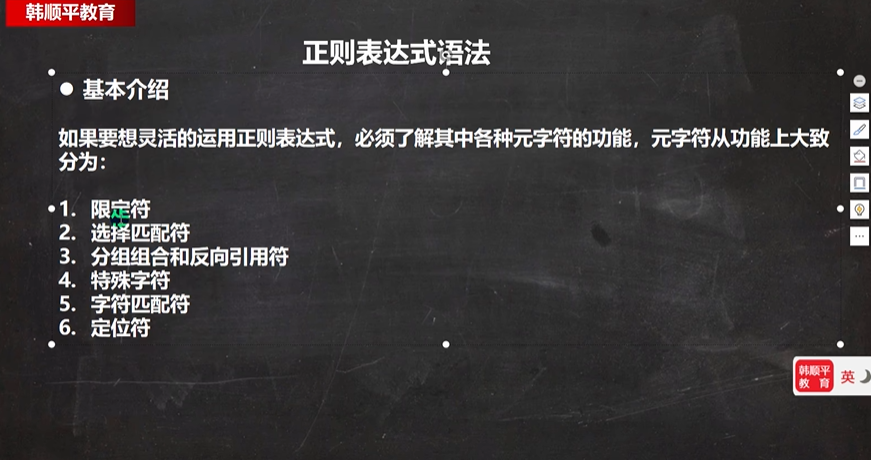 韩顺平教育
正则表达式语法
● 基本介绍
如果要想灵活的运用正则表达式，必须了解其中各种元字符的功能，元字符从功能上大致
分为：
1. 限定符
2. 选择匹配符
3. 分组组合和反向引用符
4. 特殊字符
5. 字符匹配符
6. 定位符
韩顺平
教 育
英